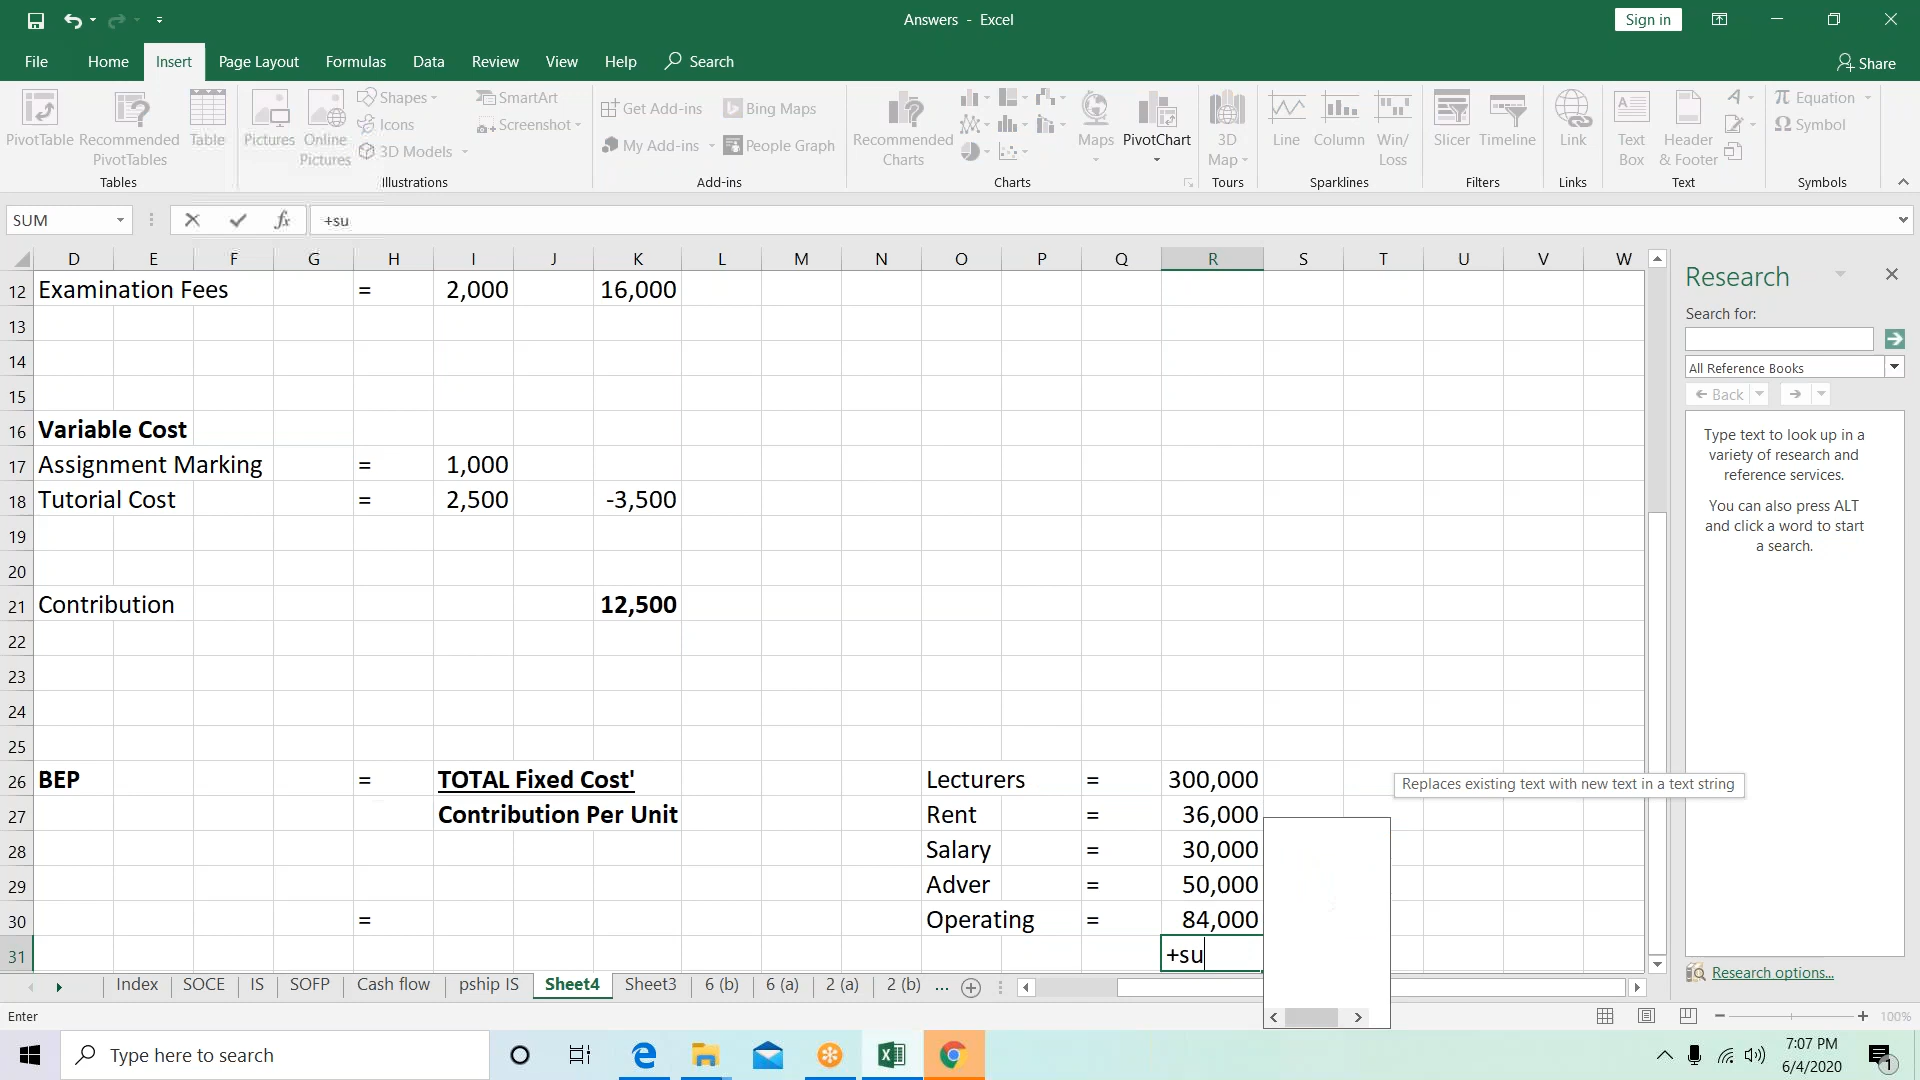 Answers - Excel
Sign in
File Home Insert Page Layout Formulas Data Review View Help Search Share
PivotTable Recommended PivotTables Table
Tables
Pictures Online Pictures Shapes Icons 3D Models SmartArt Screenshot
Illustrations
Get Add-ins My Add-ins Bing Maps People Graph
Add-ins
Recommended Charts Maps PivotChart
Charts
3D Map
Tours
Line Column Win/ Loss
Sparklines
Slicer Timeline
Filters
Link
Links
Text Box Header & Footer
Text
Equation Symbol
Symbols
SUM fx +su
D E F G H I J K L M N O P Q R S T U V W
12 Examination Fees = 2,000 16,000
13
14
15
16 Variable Cost
17 Assignment Marking = 1,000
18 Tutorial Cost = 2,500 -3,500
19
20
21 Contribution 12,500
22
23
24
25
26 BEP = TOTAL Fixed Cost' Lecturers = 300,000
27 Contribution Per Unit Rent = 36,000
28 Salary = 30,000
29 Adver = 50,000
30 = Operating = 84,000
31 +su
Replaces existing text with new text in a text string
Research
Search for:
All Reference Books
Back
Type text to look up in a
variety of research and
reference services.
You can also press ALT
and click a word to start
a search.
Research options...
Index SOCE IS SOFP Cash flow pship IS Sheet4 Sheet3 6 (b) 6 (a) 2 (a) 2 (b) ...
Enter
100%
Type here to search
7:07 PM
6/4/2020
1